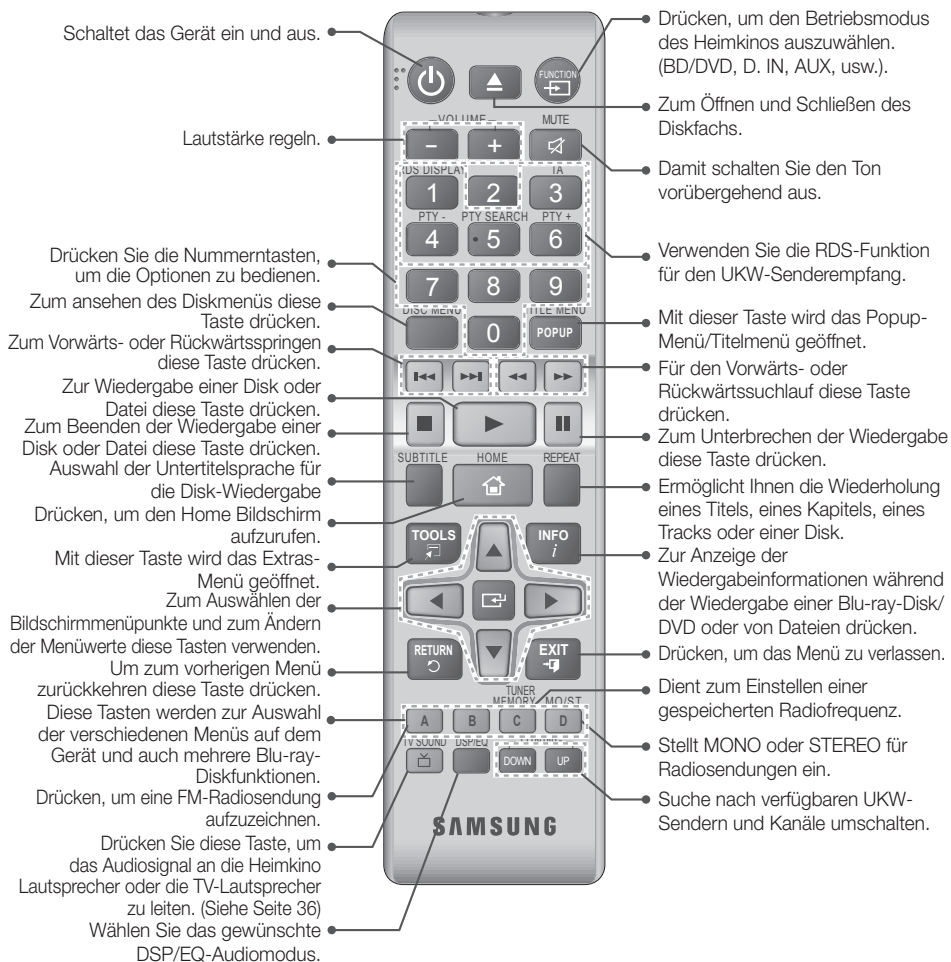 Schaltet das Gerät ein und aus.
Lautstärke regeln.
Drücken Sie die Nummerntasten,
um die Optionen zu bedienen.
Zum ansehen des Diskmenüs diese
Taste drücken.
Zum Vorwärts- oder Rückwärtsspringen
diese Taste drücken.
Zur Wiedergabe einer Disk oder
Datei diese Taste drücken.
Zum Beenden der Wiedergabe einer
Disk oder Datei diese Taste drücken.
Auswahl der Untertitelsprache für
die Disk-Wiedergabe
Drücken, um den Home Bildschirm
aufzurufen.
Mit dieser Taste wird das Extras-
Menü geöffnet.
Zum Auswählen der
Bildschirmmenüpunkte und zum Ändern
der Menüwerte diese Tasten verwenden.
Um zum vorherigen Menü
zurückkehren diese Taste drücken.
Diese Tasten werden zur Auswahl
der verschiedenen Menüs auf dem
Gerät und auch mehrere Blu-ray-
Diskfunktionen.
Drücken, um eine FM-Radiosendung
aufzuzeichnen.
Drücken Sie diese Taste, um
das Audiosignal an die Heimkino
Lautsprecher oder die TV-Lautsprecher
zu leiten. (Siehe Seite 36)
Wählen Sie das gewünschte
DSP/EQ-Audiomodus.
FUNCTION
VOLUME
MUTE
- +
RDS DISPLAY TA
1 2 3
PTY - PTY SEARCH PTY +
4 5 6
7 8 9
DISC MENU TITLE MENU
0 POPUP
SUBTITLE HOME REPEAT
TOOLS INFO
i
RETURN EXIT
TUNER
MEMORY MO/ST
A B C D
TV SOUND DSP/EQ
DOWN UP
SAMSUNG
Drücken, um den Betriebsmodus
des Heimkinos auszuwählen.
(BD/DVD, D. IN, AUX, usw.).
Zum Öffnen und Schließen des
Diskfachs.
Damit schalten Sie den Ton
vorübergehend aus.
Verwenden Sie die RDS-Funktion
für den UKW-Senderempfang.
Mit dieser Taste wird das Popup-
Menü/Titelmenü geöffnet.
Für den Vorwärts- oder
Rückwärtssuchlauf diese Taste
drücken.
Zum Unterbrechen der Wiedergabe
diese Taste drücken.
Ermöglicht Ihnen die Wiederholung
eines Titels, eines Kapitels, eines
Tracks oder einer Disk.
Zur Anzeige der
Wiedergabeinformationen während
der Wiedergabe einer Blu-ray-Disk/
DVD oder von Dateien drücken.
Drücken, um das Menü zu verlassen.
Dient zum Einstellen einer
gespeicherten Radiofrequenz.
Stellt MONO oder STEREO für
Radiosendungen ein.
Suche nach verfügbaren UKW-
Sendern und Kanäle umschalten.